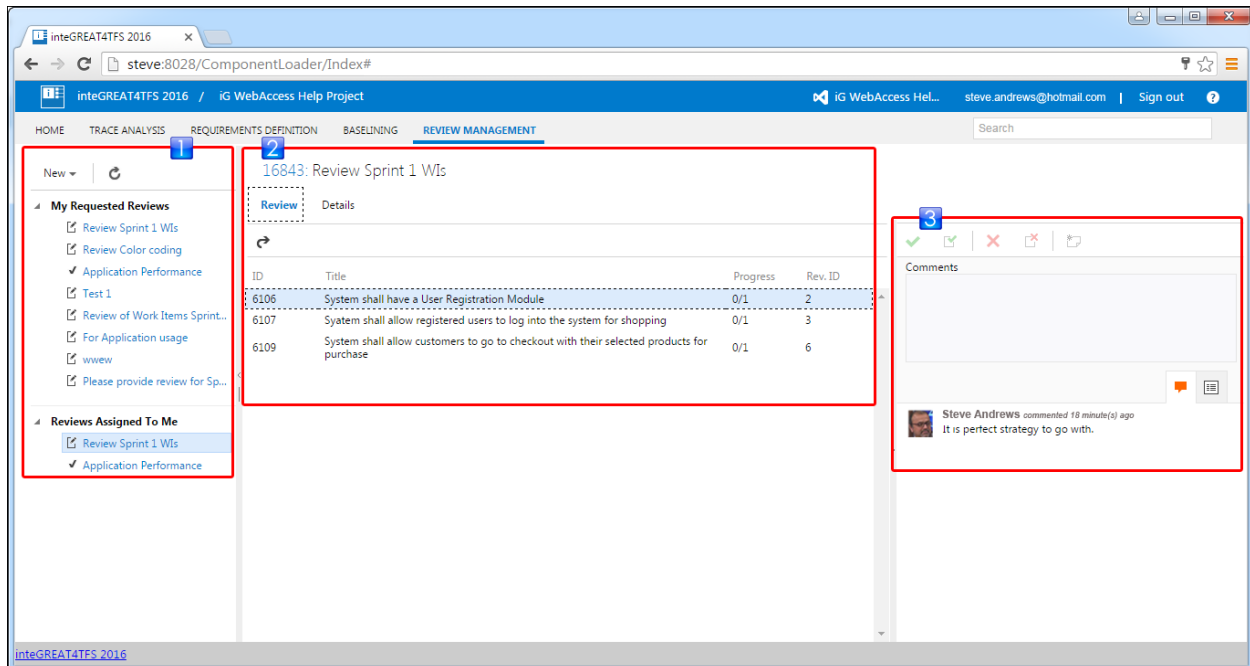 inteGREAT4TFS 2016
steve:8028/ComponentLoader/Index#
inteGREAT4TFS 2016 / iG WebAccess Help Project
iG WebAccess Hel...
steve.andrews@hotmail.com | Sign out
HOME TRACE ANALYSIS REQUIREMENTS DEFINITION BASELINING REVIEW MANAGEMENT
Search
1
New
My Requested Reviews
Review Sprint 1 WIs
Review Color coding
Application Performance
Test 1
Review of Work Items Sprint...
For Application usage
wwew
Please provide review for Sp...
Reviews Assigned To Me
Review Sprint 1 WIs
Application Performance
2
16843: Review Sprint 1 WIs
Review Details
ID Title Progress Rev. ID
6106 System shall have a User Registration Module 0/1 2
6107 Syatem shall allow registered users to log into the system for shopping 0/1 3
6109 System shall allow customers to go to checkout with their selected products for purchase 0/1 6
3
Comments
Steve Andrews commented 18 minute(s) ago
It is perfect strategy to go with.
inteGREAT4TFS 2016